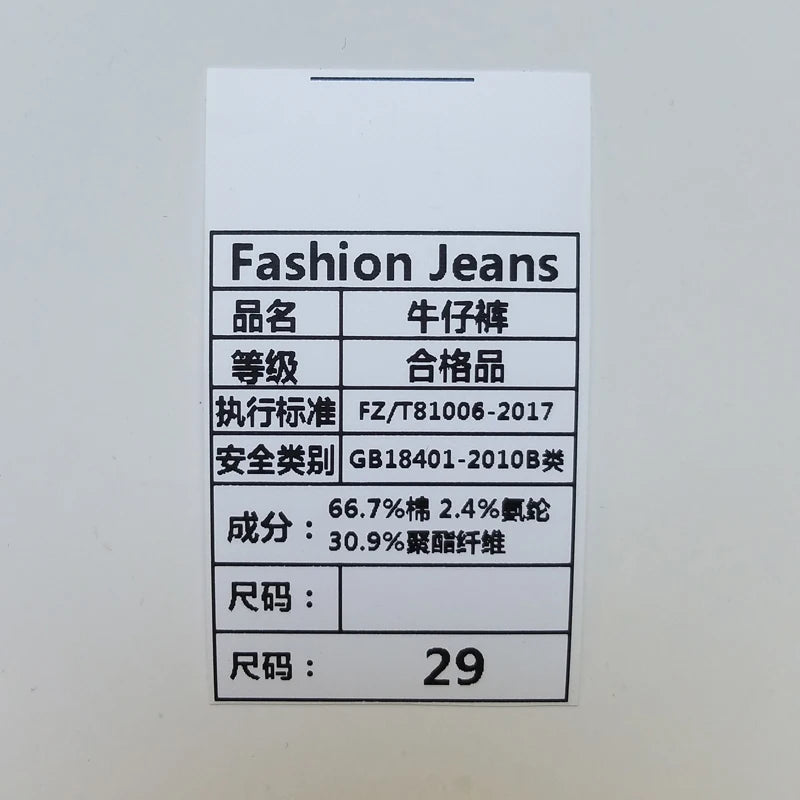 Fashion Jeans
品名 牛仔裤
等级 合格品
执行标准 FZ/T81006-2017
安全类别 GB18401-2010B类
成分：66.7%棉 2.4%氨纶
30.9%聚酯纤维
尺码：
尺码： 29